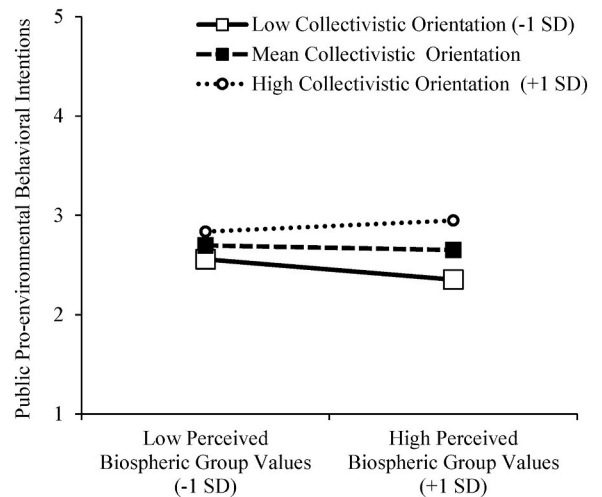 Public Pro-environmental Behavioral Intentions
5
4
3
2
1
Low Collectivistic Orientation (-1 SD)
Mean Collectivistic Orientation
High Collectivistic Orientation (+1 SD)
Low Perceived
Biospheric Group Values
(-1 SD)
High Perceived
Biospheric Group Values
(+1 SD)